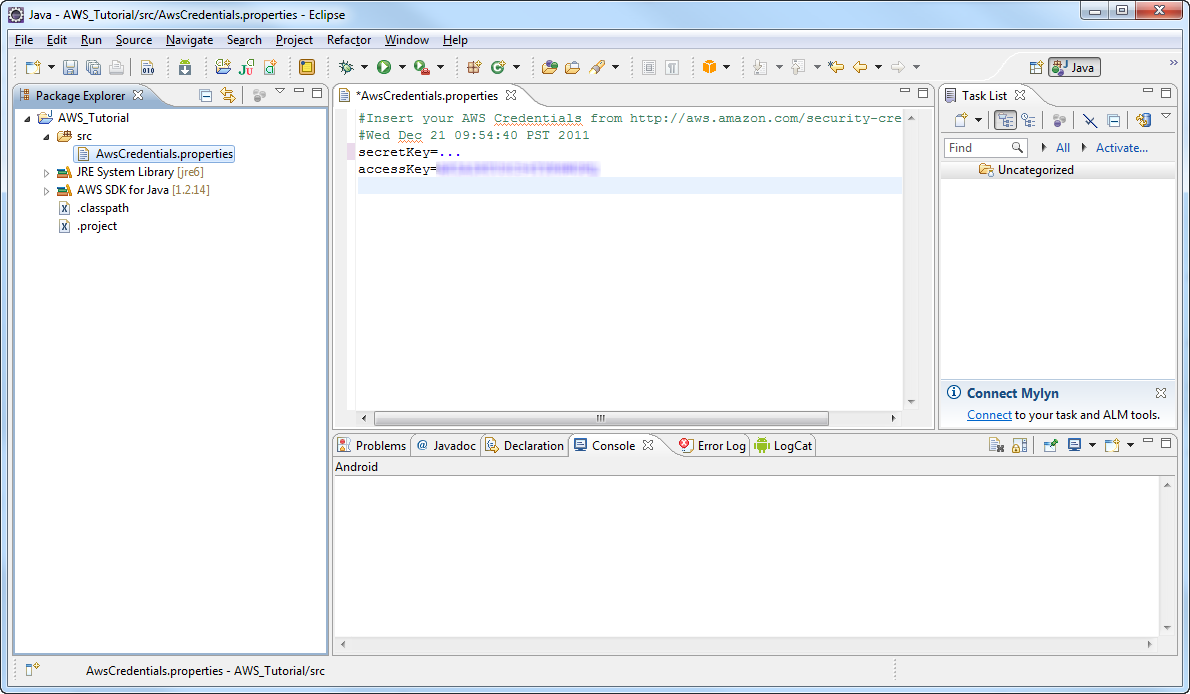 Java - AWS_Tutorial/src/AwsCredentials.properties - Eclipse
File Edit Run Source Navigate Search Project Refactor Window Help
Java
Package Explorer
AWS_Tutorial
src
AwsCredentials.properties
JRE System Library [jre6]
AWS SDK for Java [1.2.14]
.classpath
.project
*AwsCredentials.properties
#Insert your AWS Credentials from http://aws.amazon.com/security-cre
#Wed Dec 21 09:54:40 PST 2011
secretKey=...
accessKey=
Task List
Find All Activate...
Uncategorized
Connect Mylyn
Connect to your task and ALM tools.
Problems Javadoc Declaration Console Error Log LogCat
Android
AwsCredentials.properties - AWS_Tutorial/src